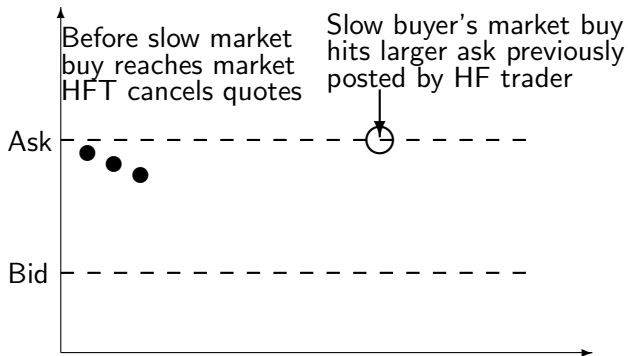 Before slow market
buy reaches market
HFT cancels quotes
Slow buyer's market buy
hits larger ask previously
posted by HF trader
Ask
Bid